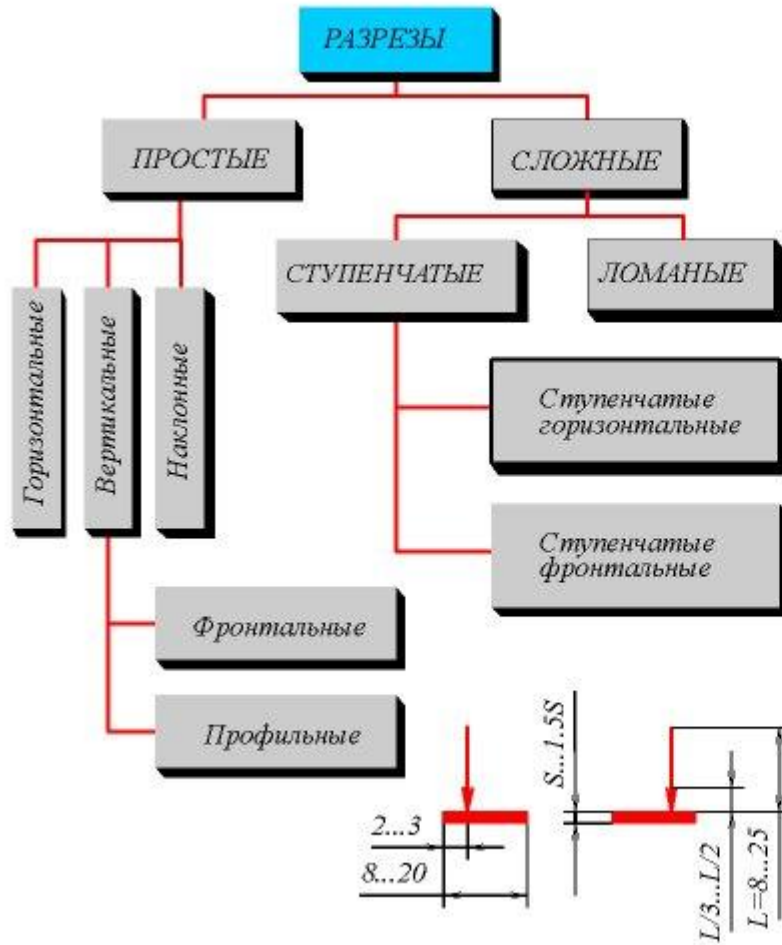 РАЗРЕЗЫ
ПРОСТЫЕ
СЛОЖНЫЕ
СТУПЕНЧАТЫЕ
ЛОМАНЫЕ
Горизонтальные
Вертикальные
Наклонные
Ступенчатые
горизонтальные
Ступенчатые
фронтальные
Фронтальные
Профильные
S...1.5S
2...3
8...20
L/3...L/2
L=8...25